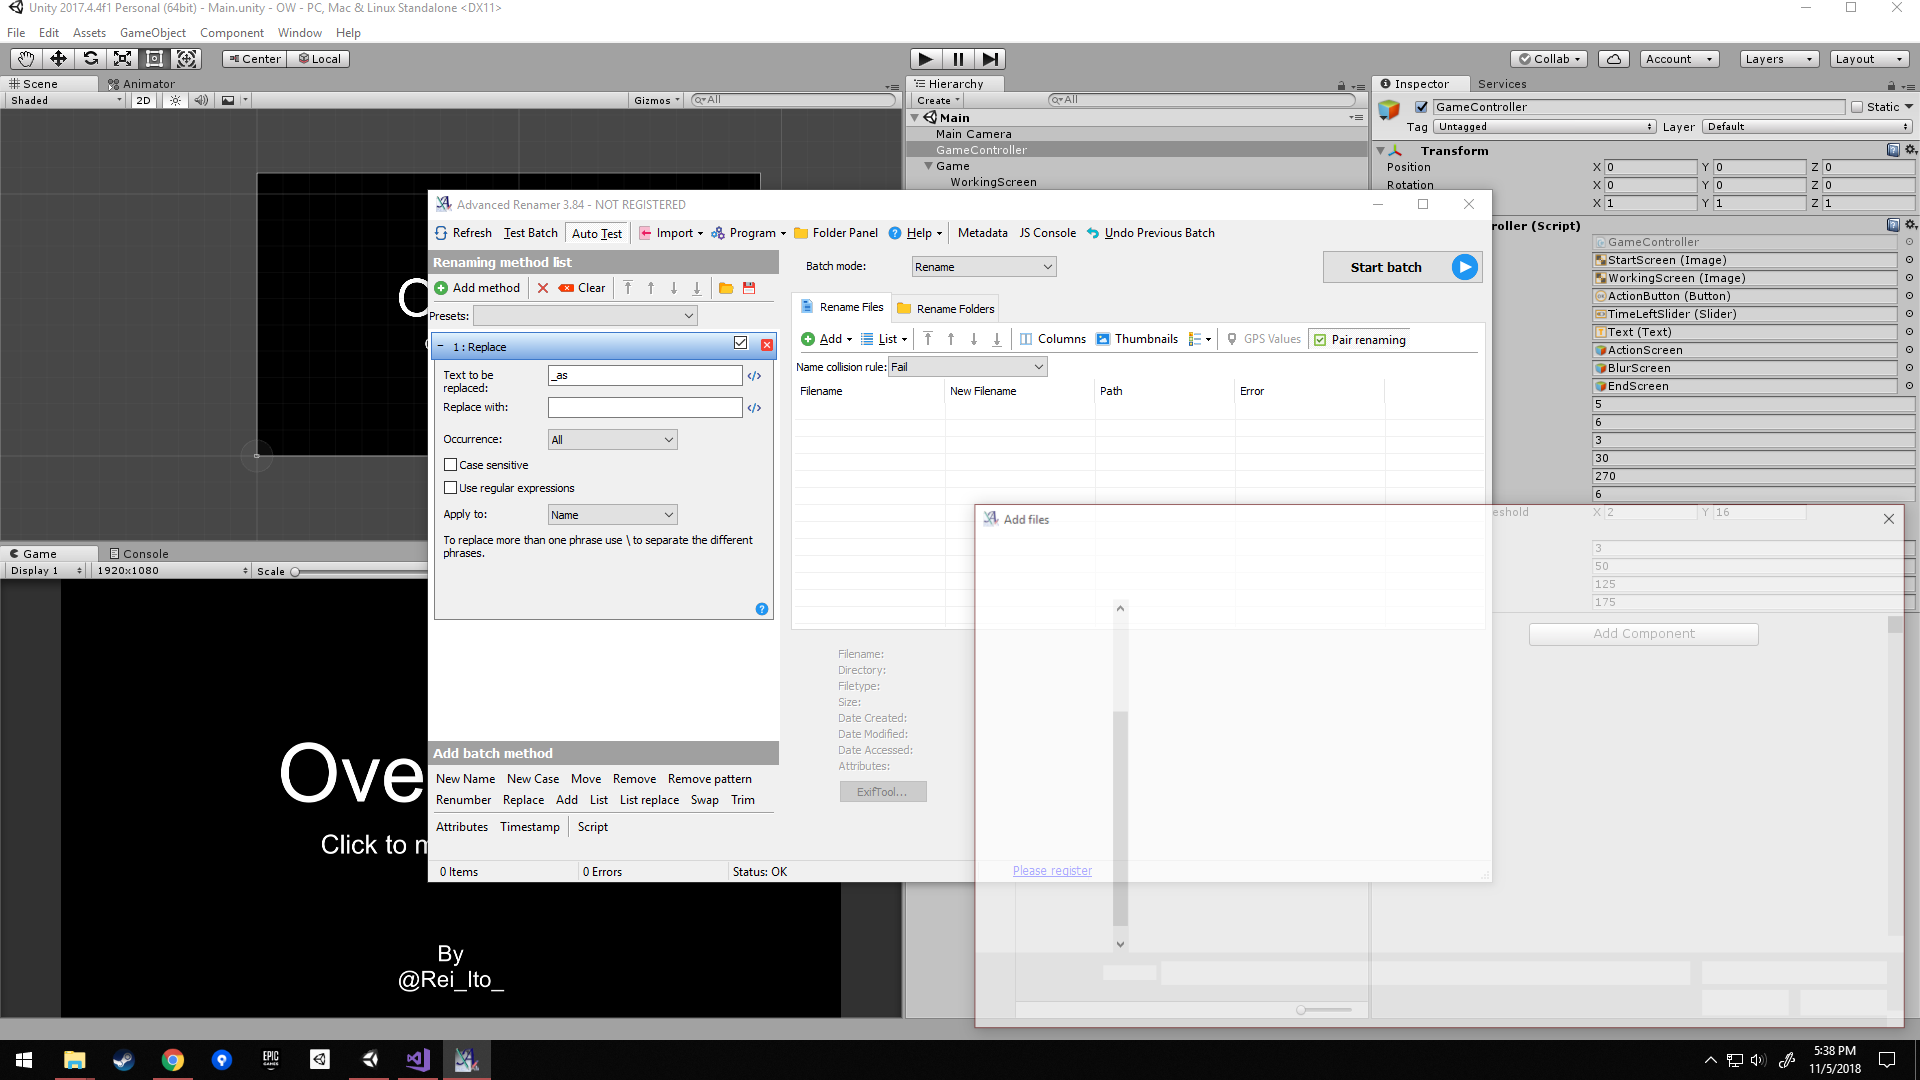 Unity 2017.4.4f1 Personal (64bit) - Main.unity - OW - PC, Mac & Linux Standalone <DX11>
File Edit Assets GameObject Component Window Help
Center Local
Collab Account Layers Layout
Scene Animator
Shaded 2D Gizmos All
Hierarchy
Create All
Main
Main Camera
GameController
Game
WorkingScreen
Inspector Services
GameController Static
Tag Untagged Layer Default
Transform
Position X 0 Y 0 Z 0
Rotation X 0 Y 0 Z 0
X 1 Y 1 Z 1
roller (Script)
GameController
StartScreen (Image)
WorkingScreen (Image)
ActionButton (Button)
TimeLeftSlider (Slider)
Text (Text)
ActionScreen
BlurScreen
EndScreen
5
6
3
30
270
6
eshold X 2 Y 16
3
50
125
175
Add Component
Advanced Renamer 3.84 - NOT REGISTERED
Refresh Test Batch Auto Test Import Program Folder Panel Help Metadata JS Console Undo Previous Batch
Renaming method list
Add method Clear
Presets:
1 : Replace
Text to be replaced: _as
Replace with:
Occurrence: All
Case sensitive
Use regular expressions
Apply to: Name
To replace more than one phrase use \ to separate the different
phrases.
Add batch method
New Name New Case Move Remove Remove pattern
Renumber Replace Add List List replace Swap Trim
Attributes Timestamp Script
0 Items 0 Errors Status: OK
Batch mode: Rename
Start batch
Rename Files Rename Folders
Add List Columns Thumbnails GPS Values Pair renaming
Name collision rule: Fail
Filename New Filename Path Error
Filename:
Directory:
Filetype:
Size:
Date Created:
Date Modified:
Date Accessed:
Attributes:
ExifTool...
Please register
Add files
Game Console
Display 1 1920x1080 Scale
Ove
Click to m
By
@Rei_Ito_
EPIC GAMES
5:38 PM
11/5/2018